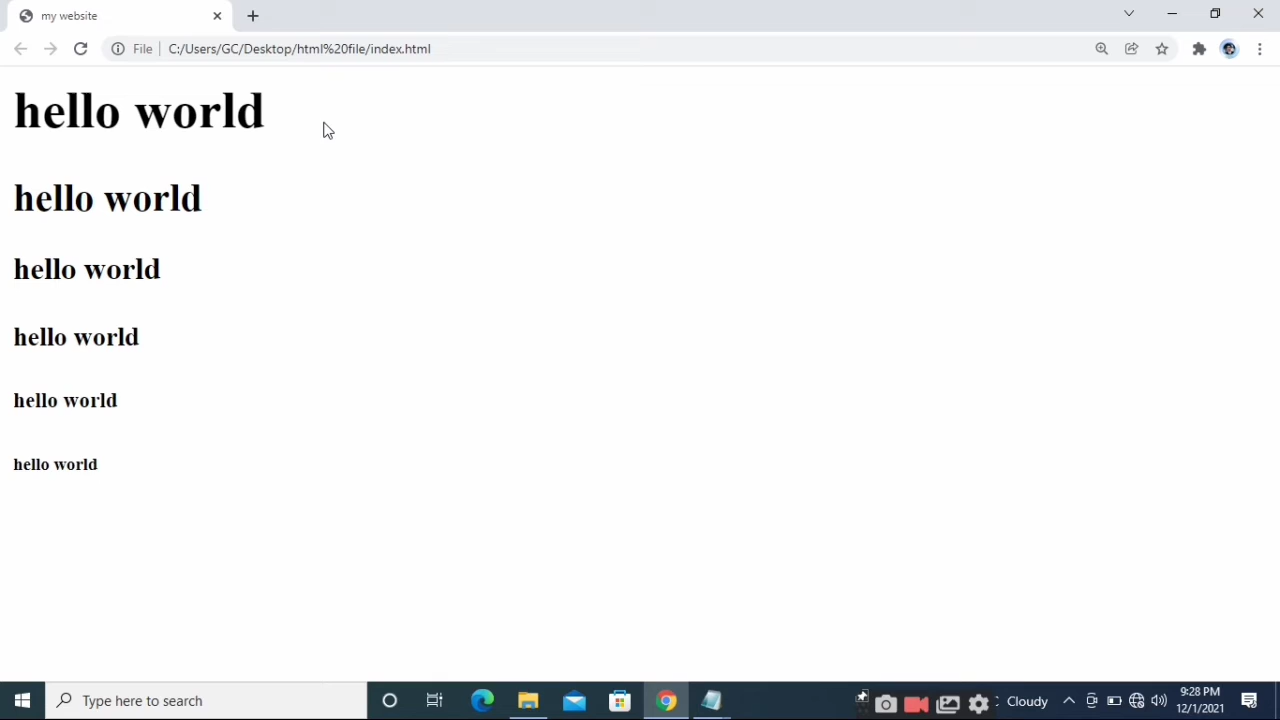 my website
File C:/Users/GC/Desktop/html%20file/index.html
hello world
hello world
hello world
hello world
hello world
hello world
Type here to search
Cloudy
9:28 PM
12/1/2021